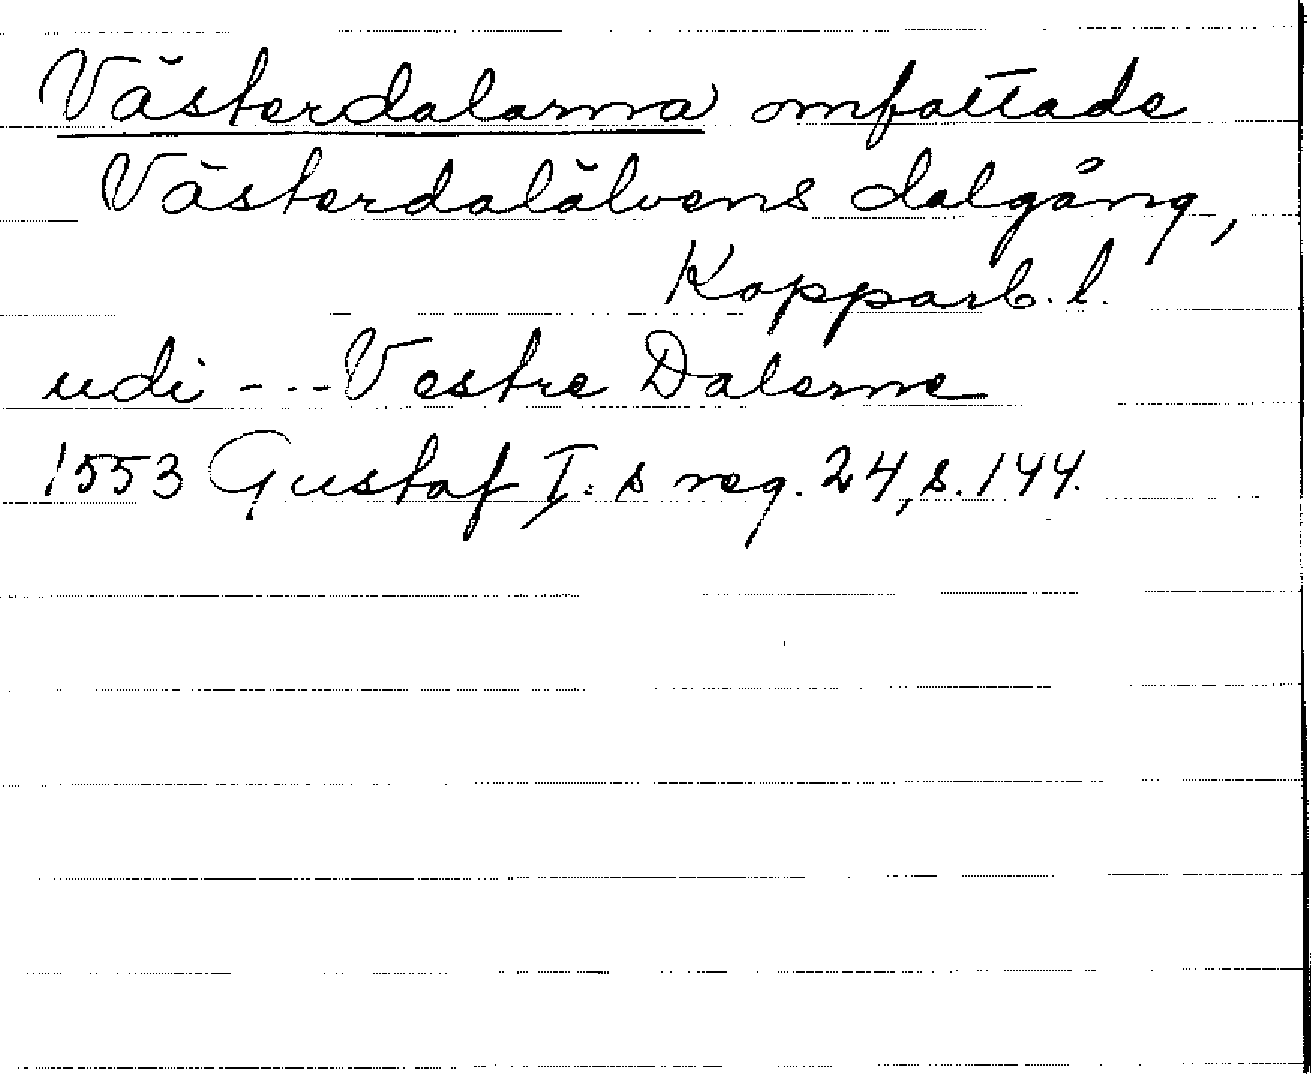 Västerdalarna omfattade
Västerdalälvens dalgång,
Kopparb. l.
udi - - - Vestre Dalerne
1553 Gustaf I: s reg. 24, s. 144.